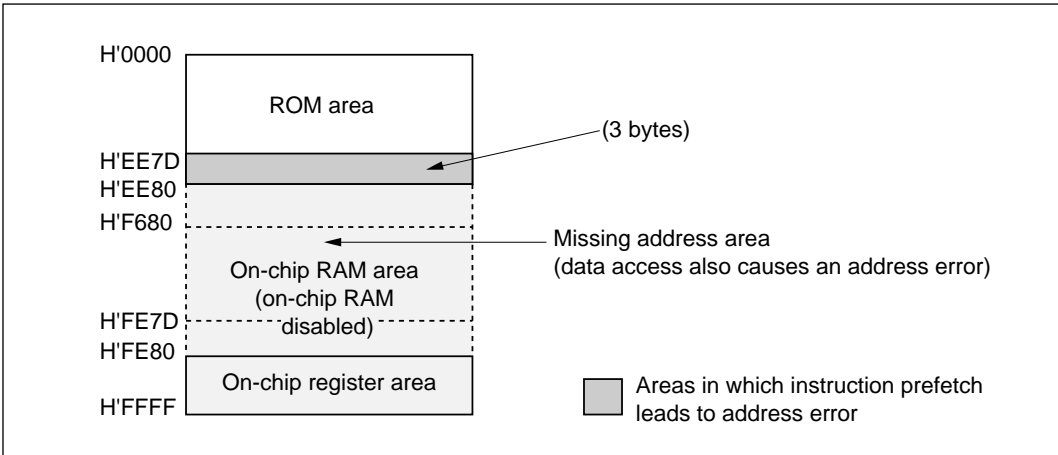 H'0000
ROM area
(3 bytes)
H'EE7D
H'EE80
H'F680
Missing address area
(data access also causes an address error)
On-chip RAM area
(on-chip RAM
disabled)
H'FE7D
H'FE80
On-chip register area
H'FFFF
Areas in which instruction prefetch
leads to address error